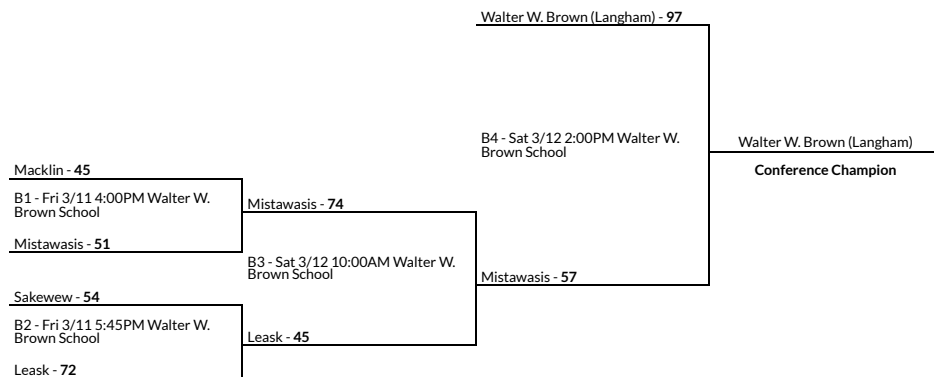 Walter W. Brown (Langham) - 97
B4 - Sat 3/12 2:00PM Walter W.
Brown School
Walter W. Brown (Langham)
Conference Champion
Macklin - 45
B1 - Fri 3/11 4:00PM Walter W.
Brown School
Mistawasis - 51
Mistawasis - 74
B3 - Sat 3/12 10:00AM Walter W.
Brown School
Mistawasis - 57
Sakewew - 54
B2 - Fri 3/11 5:45PM Walter W.
Brown School
Leask - 72
Leask - 45